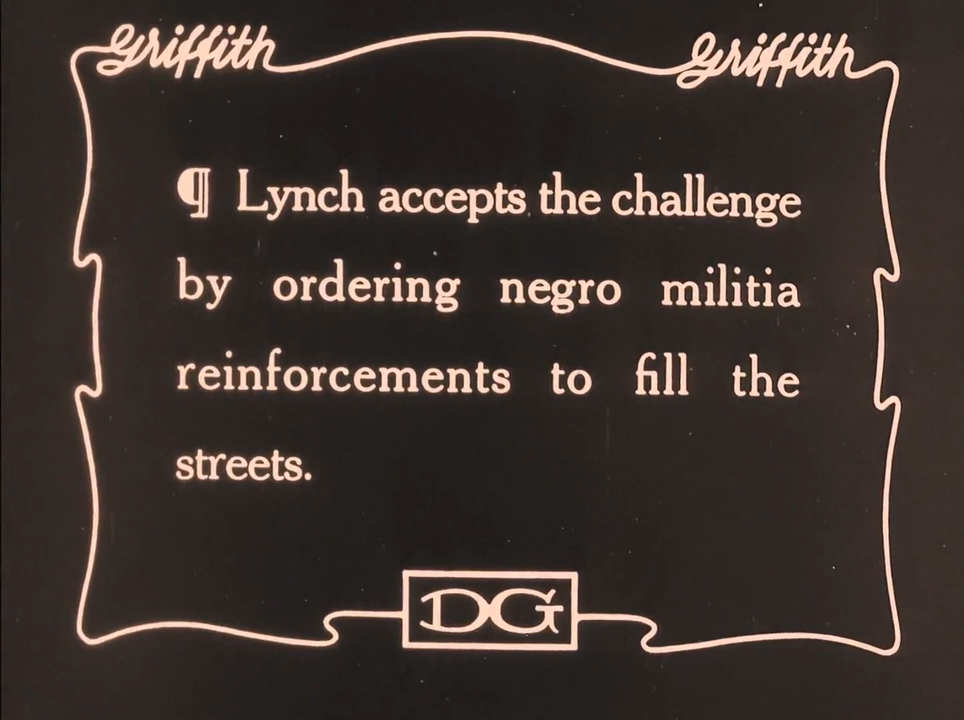 Griffith Griffith
¶ Lynch accepts the challenge
by ordering negro militia
reinforcements to fill the
streets.
DG